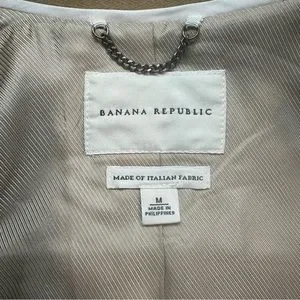 BANANA REPUBLIC
MADE OF ITALIAN FABRIC
M
MADE IN
PHILIPPINES